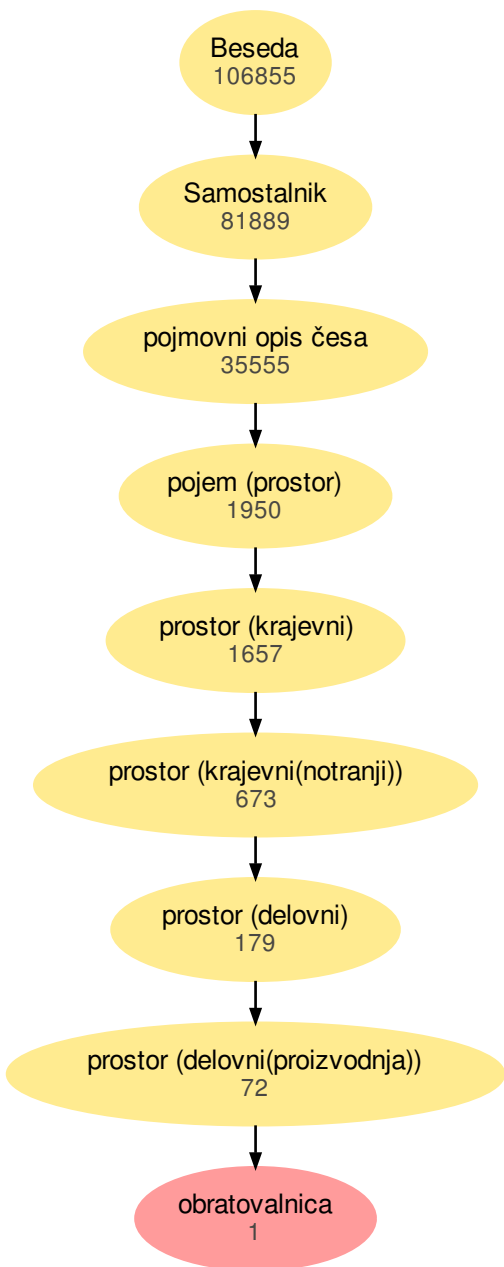 Beseda
106855
Samostalnik
81889
pojmovni opis česa
35555
pojem (prostor)
1950
prostor (krajevni)
1657
prostor (krajevni(notranji))
673
prostor (delovni)
179
prostor (delovni(proizvodnja))
72
obratovalnica
1